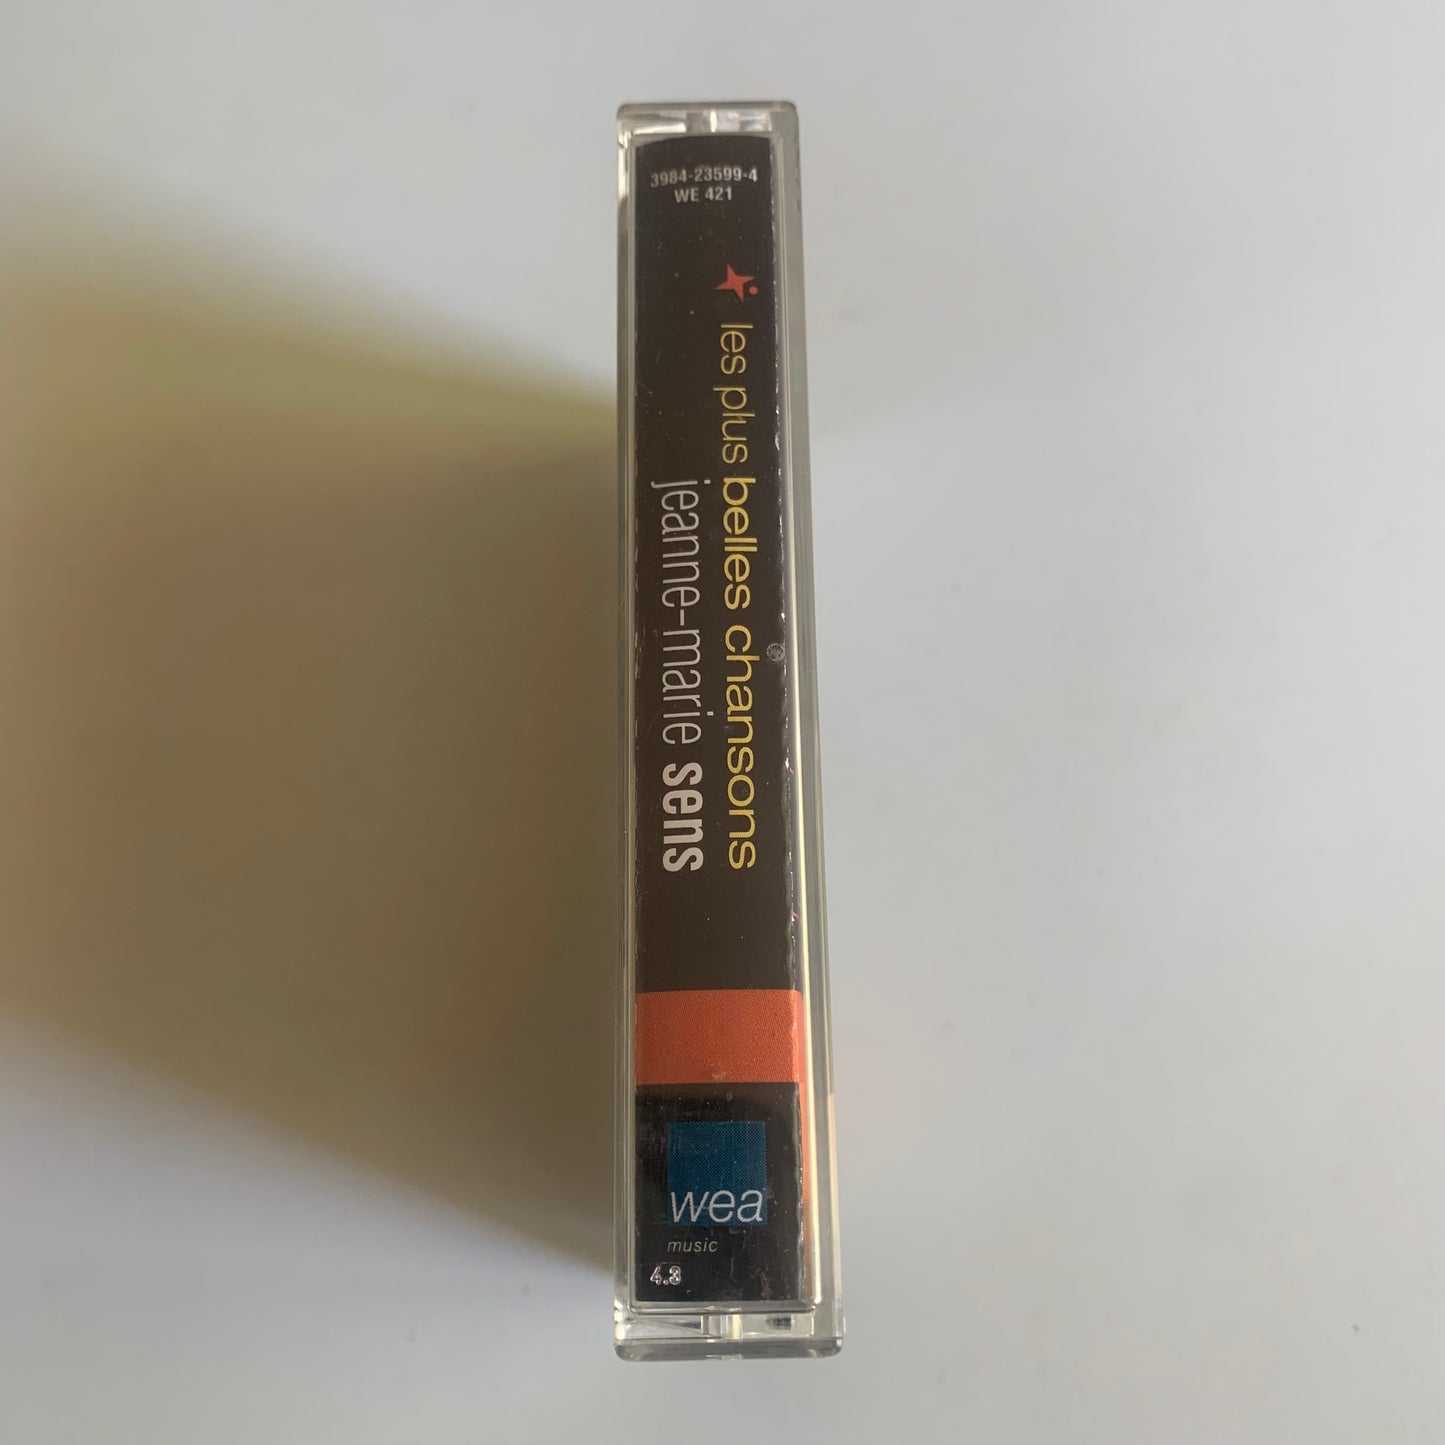 3984-23599-4
WE 421
les plus belles chansons
jeanne-marie sens
wea
music
4.3